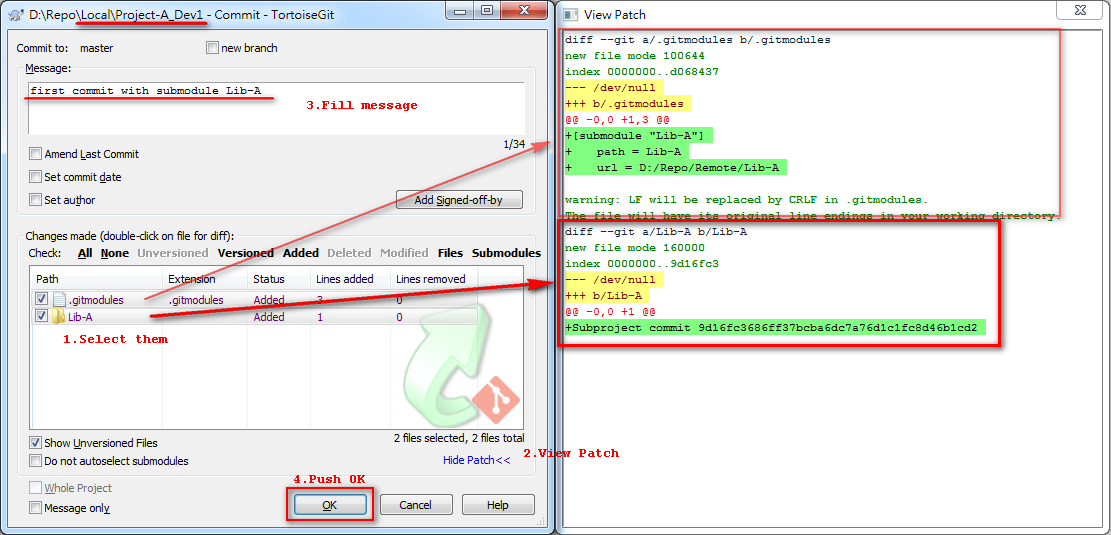 D:\Repo\Local\Project-A_Dev1 - Commit - TortoiseGit
Commit to: master new branch
Message:
first commit with submodule Lib-A
3.Fill message
1/34
Amend Last Commit
Set commit date
Set author
Add Signed-off-by
Changes made (double-click on file for diff):
Check: All None Unversioned Versioned Added Deleted Modified Files Submodules
Path Extension Status Lines added Lines removed
.gitmodules .gitmodules Added 3 0
Lib-A Added 1 0
1.Select them
Show Unversioned Files
2 files selected, 2 files total
Do not autoselect submodules
Hide Patch<<
2.View Patch
4.Push OK
Whole Project
Message only
OK Cancel Help
View Patch
diff --git a/.gitmodules b/.gitmodules
new file mode 100644
index 0000000..d068437
--- /dev/null
+++ b/.gitmodules
@@ -0,0 +1,3 @@
+[submodule "Lib-A"]
+ path = Lib-A
+ url = D:/Repo/Remote/Lib-A
warning: LF will be replaced by CRLF in .gitmodules.
The file will have its original line endings in your working directory.
diff --git a/Lib-A b/Lib-A
new file mode 160000
index 0000000..9d16fc3
--- /dev/null
+++ b/Lib-A
@@ -0,0 +1 @@
+Subproject commit 9d16fc3686ff37bcba6dc7a76d1c1fc8d46b1cd2